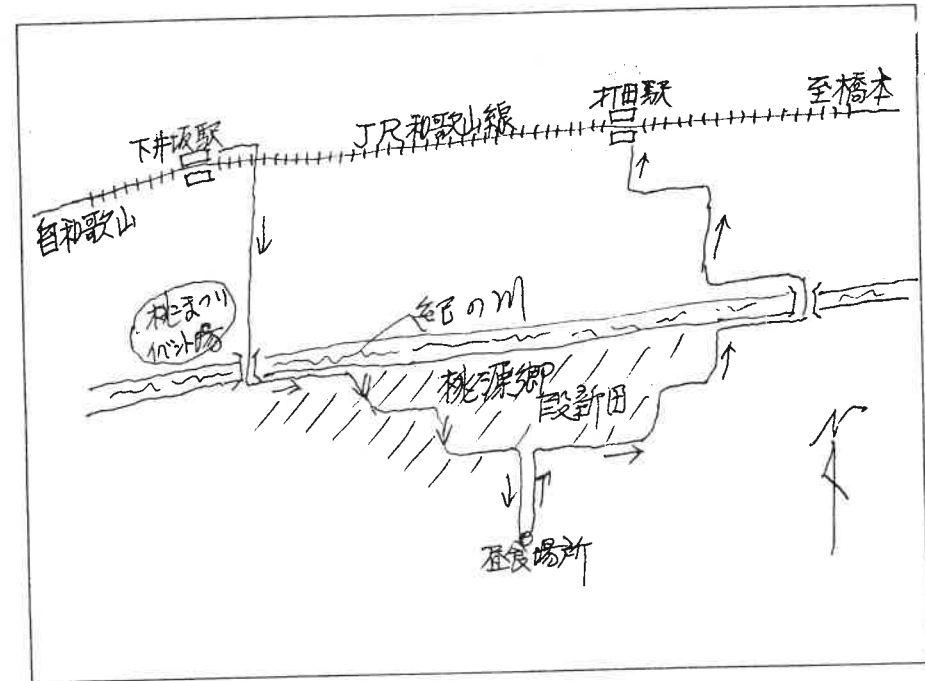 至橋本
打田駅
JR和歌山線
下井坂駅
自和歌山
桃まつり
イベント場
紀の川
桃源郷
段新田
昼食場所
N